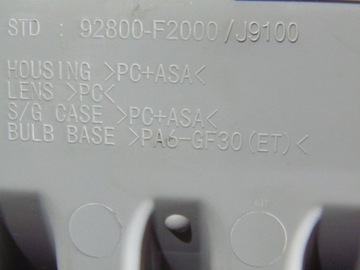 STD : 92800-F2000/J9100
HOUSING >PC+ASA<
LENS >PC<
S/G CASE >PC+ASA<
BULB BASE >PA6-GF30(ET)<